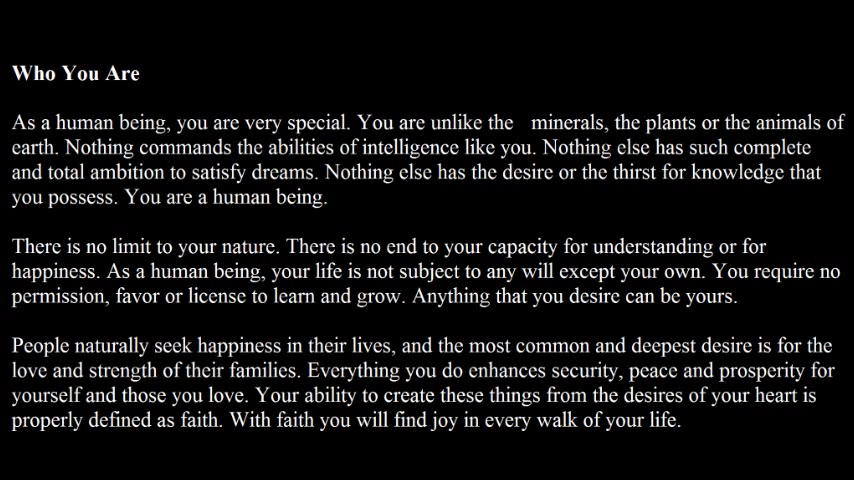 Who You Are
As a human being, you are very special. You are unlike the minerals, the plants or the animals of
earth. Nothing commands the abilities of intelligence like you. Nothing else has such complete
and total ambition to satisfy dreams. Nothing else has the desire or the thirst for knowledge that
you possess. You are a human being.
There is no limit to your nature. There is no end to your capacity for understanding or for
happiness. As a human being, your life is not subject to any will except your own. You require no
permission, favor or license to learn and grow. Anything that you desire can be yours.
People naturally seek happiness in their lives, and the most common and deepest desire is for the
love and strength of their families. Everything you do enhances security, peace and prosperity for
yourself and those you love. Your ability to create these things from the desires of your heart is
properly defined as faith. With faith you will find joy in every walk of your life.